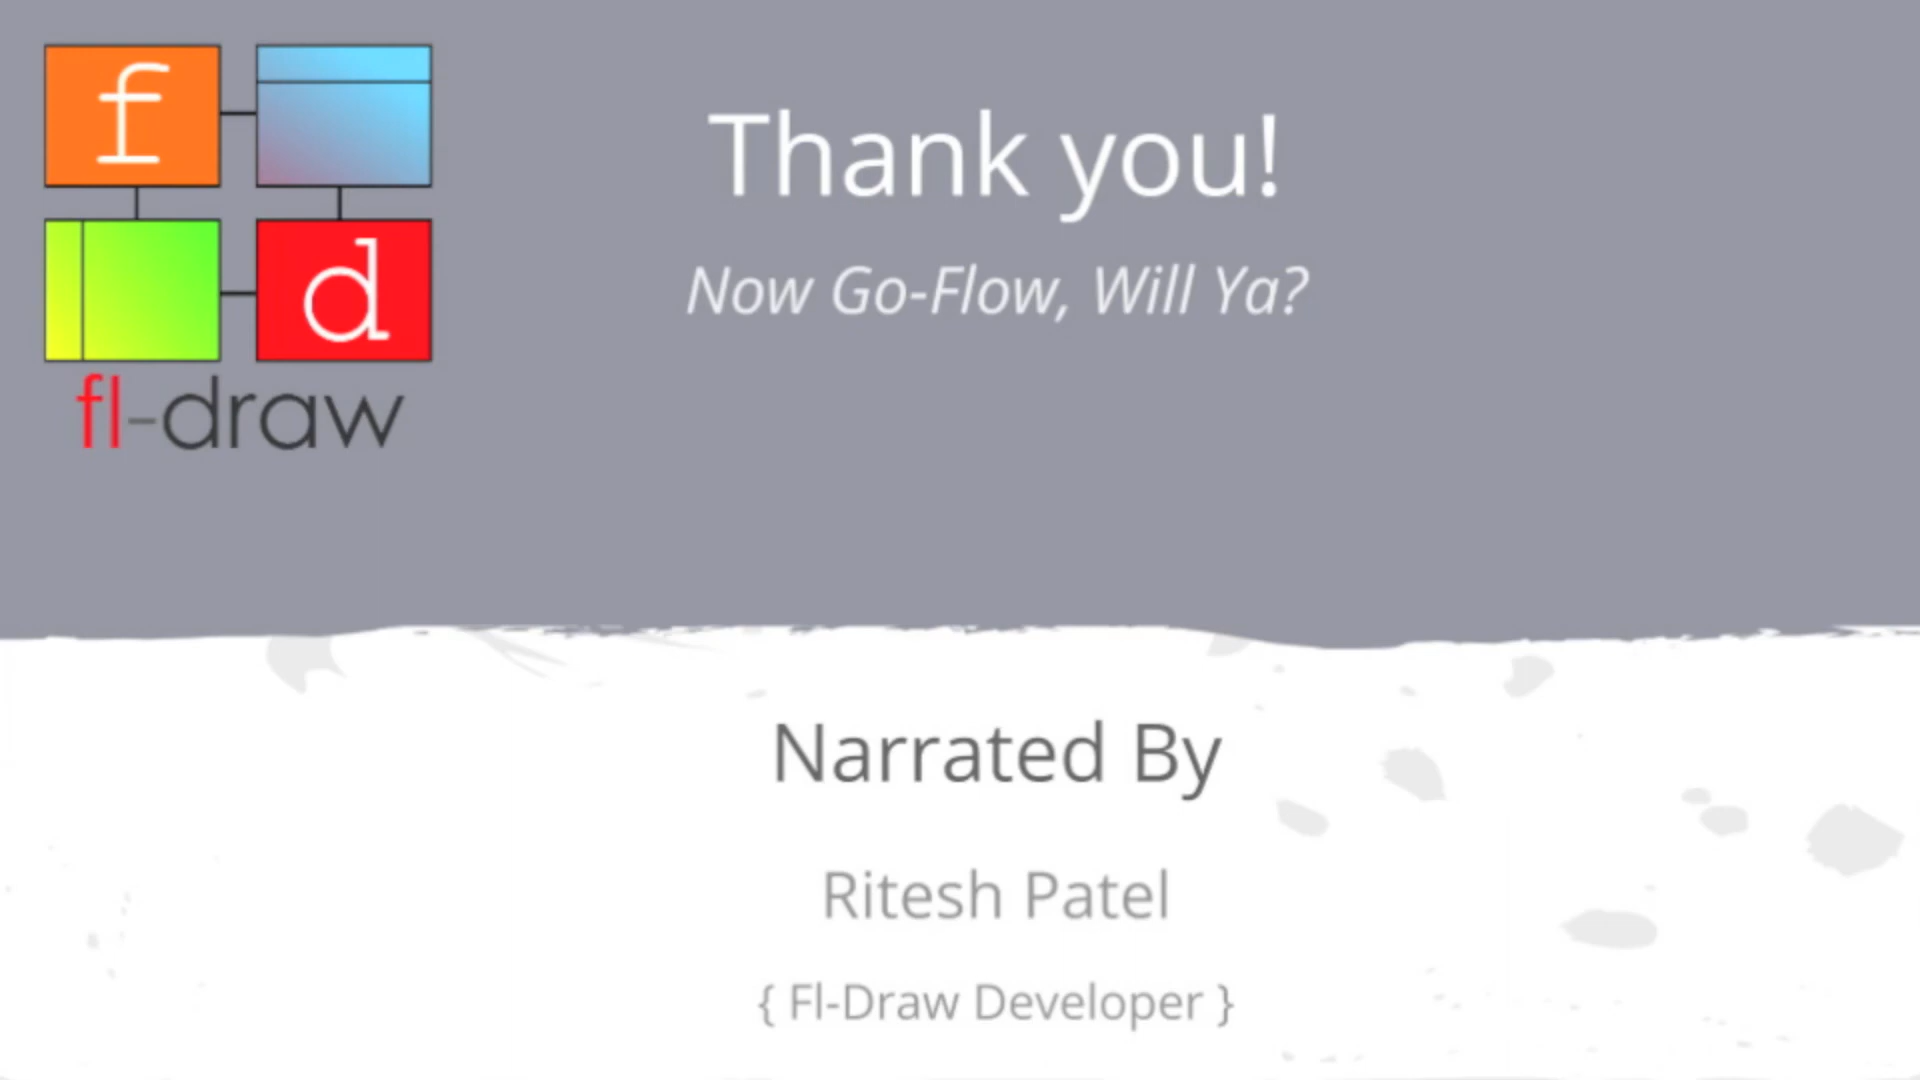 f
d
fl-draw
Thank you!
Now Go-Flow, Will Ya?
Narrated By
Ritesh Patel
{ Fl-Draw Developer }